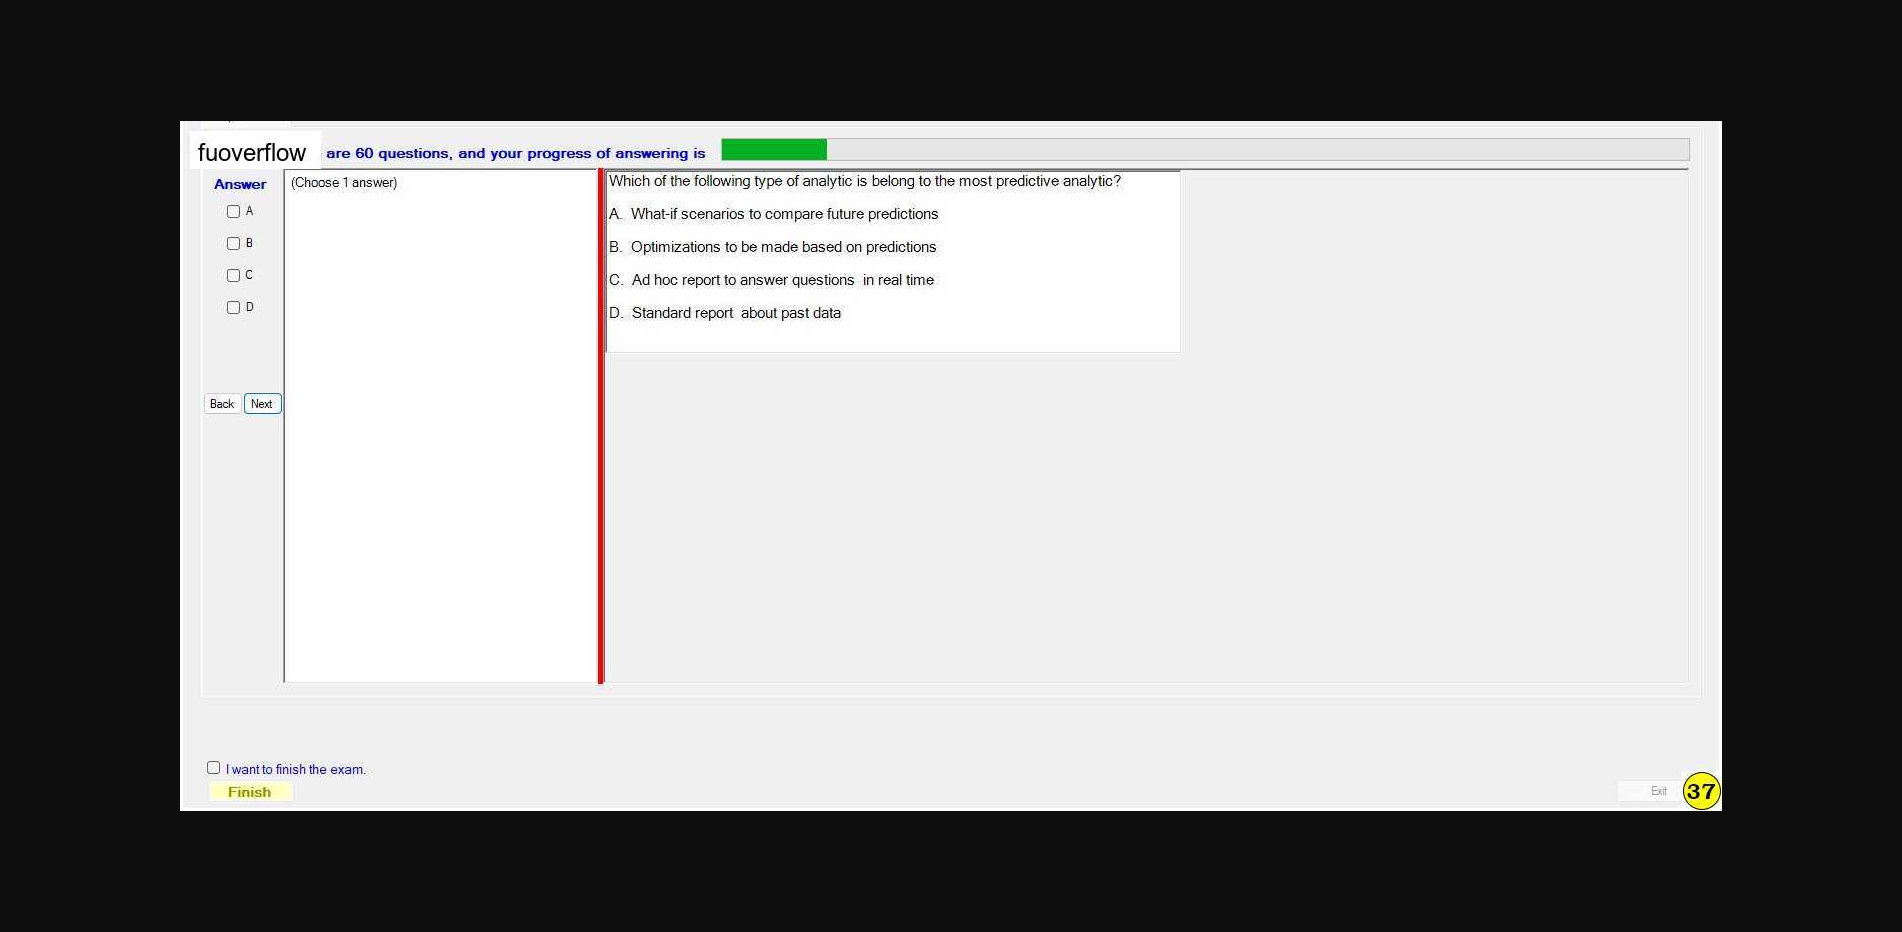 fuoverflow are 60 questions, and your progress of answering is
Answer
(Choose 1 answer)
A
B
C
D
Back Next
Which of the following type of analytic is belong to the most predictive analytic?
A. What-if scenarios to compare future predictions
B. Optimizations to be made based on predictions
C. Ad hoc report to answer questions in real time
D. Standard report about past data
I want to finish the exam.
Finish
Exit
37